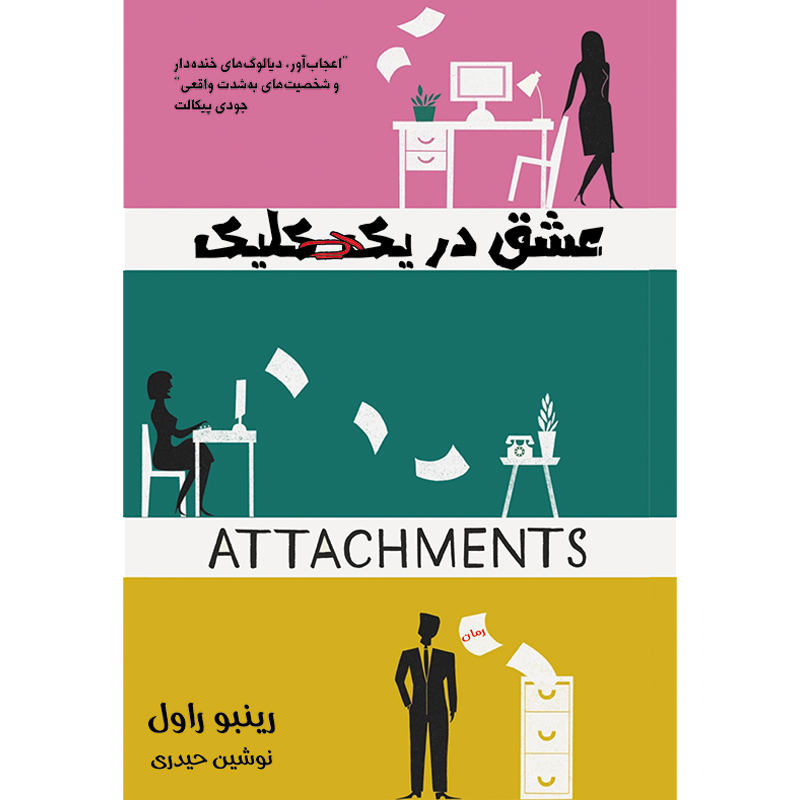 "اعجاب‌آور، دیالوگ‌های خنده‌دار
و شخصیت‌های به‌شدت واقعی"
جودی پیکالت
عشق در یک کلیک
ATTACHMENTS
رمان
رینبو راول
نوشین حیدری